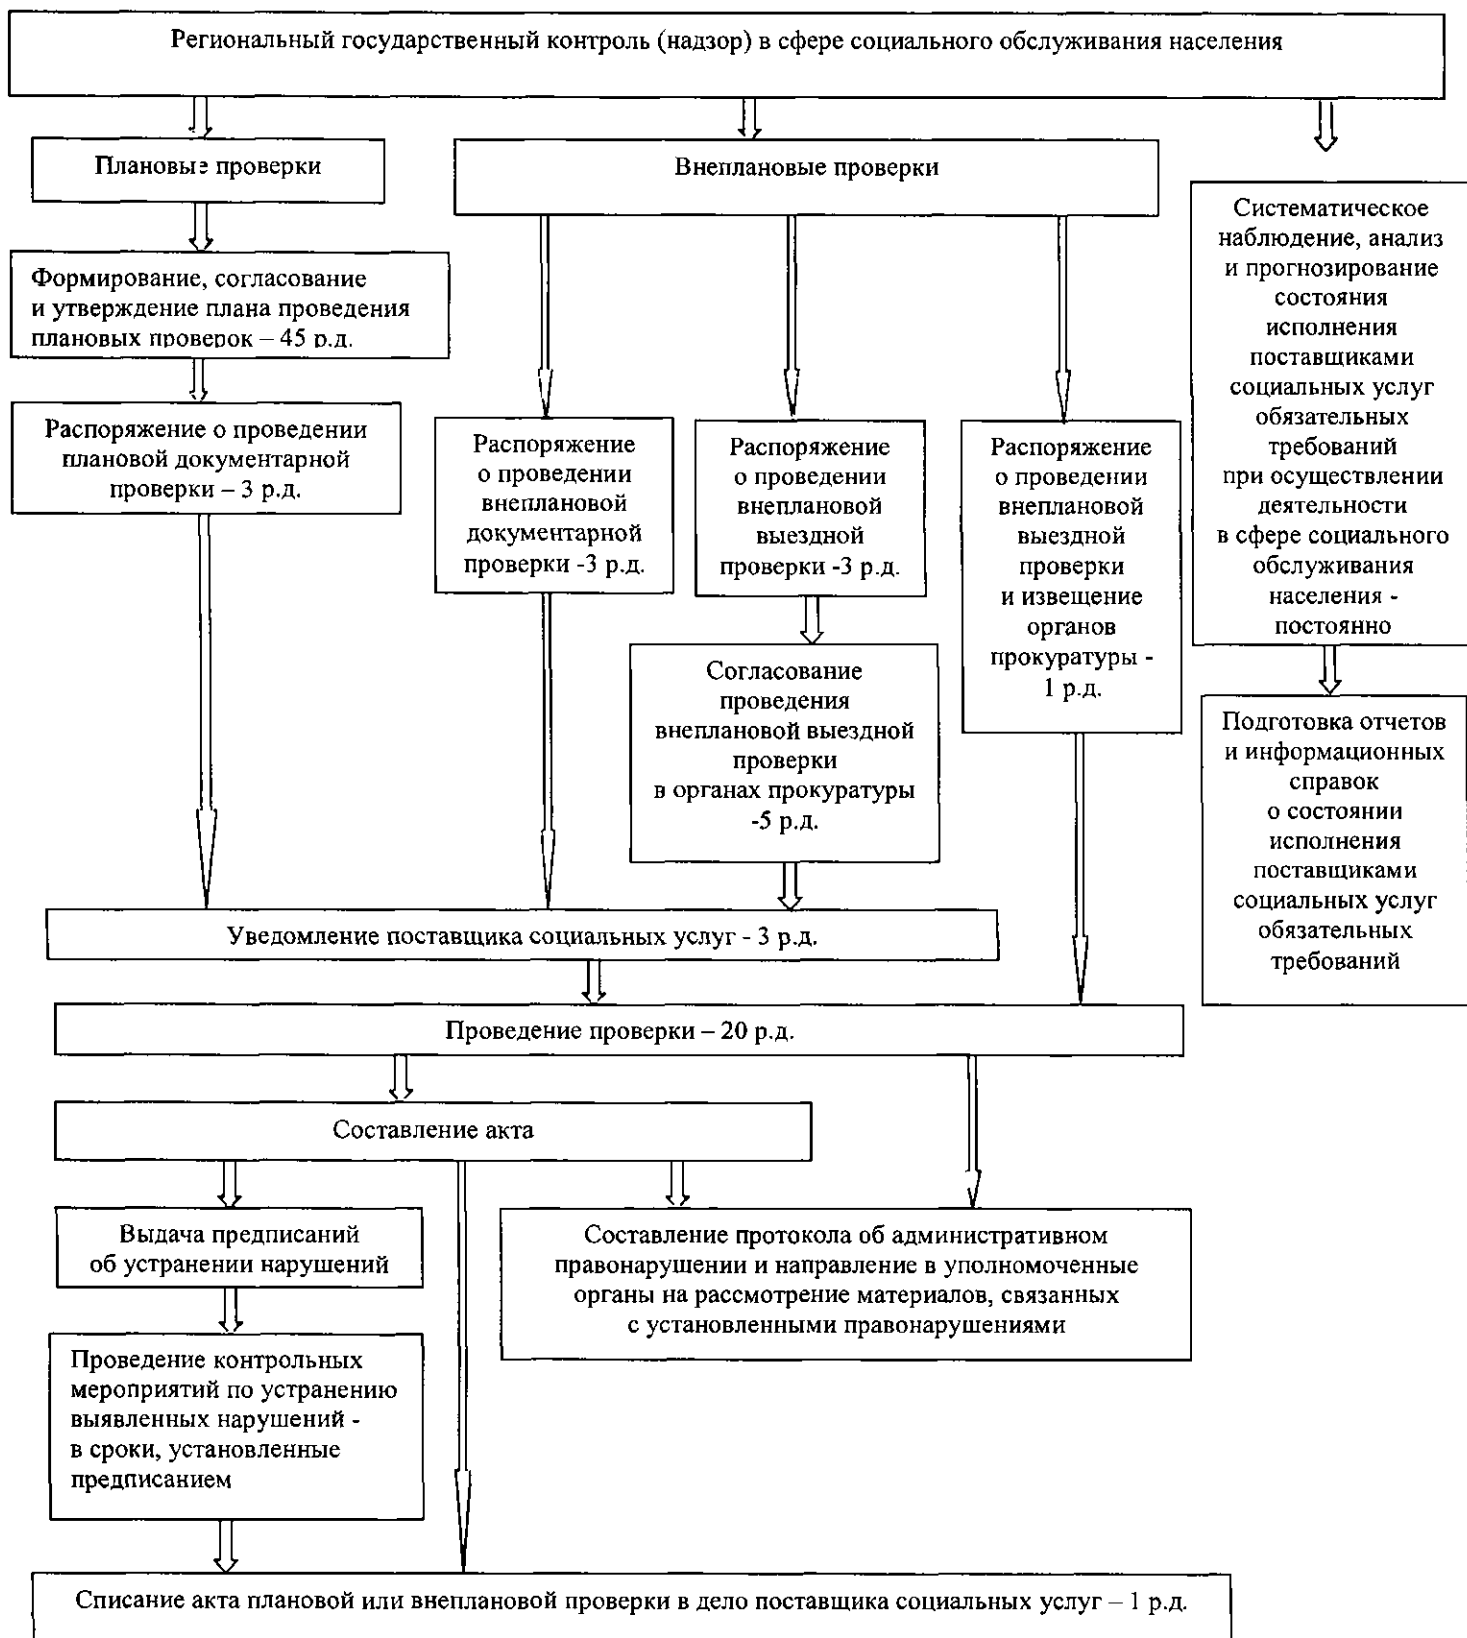 Региональный государственный контроль (надзор) в сфере социального обслуживания населения
Плановые проверки
Внеплановые проверки
Систематическое
наблюдение, анализ
и прогнозирование
состояния
исполнения
поставщиками
социальных услуг
обязательных
требований
при осуществлении
деятельности
в сфере социального
обслуживания
населения -
постоянно
Формирование, согласование
и утверждение плана проведения
плановых проверок – 45 р.д.
Распоряжение о проведении
плановой документарной
проверки – 3 р.д.
Распоряжение
о проведении
внеплановой
документарной
проверки -3 р.д.
Распоряжение
о проведении
внеплановой
выездной
проверки -3 р.д.
Распоряжение
о проведении
внеплановой
выездной
проверки
и извещение
органов
прокуратуры -
1 р.д.
Согласование
проведения
внеплановой выездной
проверки
в органах прокуратуры
-5 р.д.
Подготовка отчетов
и информационных
справок
о состоянии
исполнения
поставщиками
социальных услуг
обязательных
требований
Уведомление поставщика социальных услуг - 3 р.д.
Проведение проверки – 20 р.д.
Составление акта
Выдача предписаний
об устранении нарушений
Составление протокола об административном
правонарушении и направление в уполномоченные
органы на рассмотрение материалов, связанных
с установленными правонарушениями
Проведение контрольных
мероприятий по устранению
выявленных нарушений -
в сроки, установленные
предписанием
Списание акта плановой или внеплановой проверки в дело поставщика социальных услуг – 1 р.д.